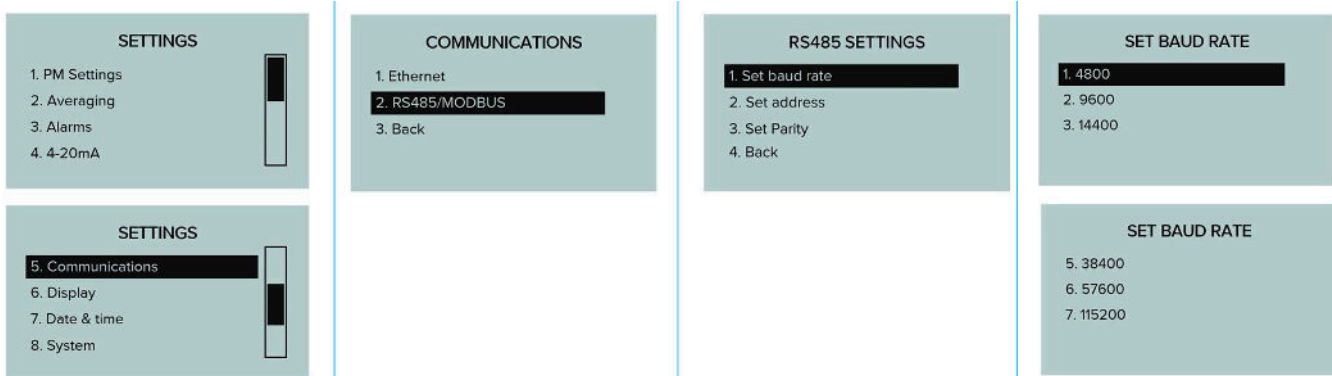 SETTINGS
1. PM Settings
2. Averaging
3. Alarms
4. 4-20mA
SETTINGS
5. Communications
6. Display
7. Date & time
8. System
COMMUNICATIONS
1. Ethernet
2. RS485/MODBUS
3. Back
RS485 SETTINGS
1. Set baud rate
2. Set address
3. Set Parity
4. Back
SET BAUD RATE
1. 4800
2. 9600
3. 14400
SET BAUD RATE
5. 38400
6. 57600
7. 115200